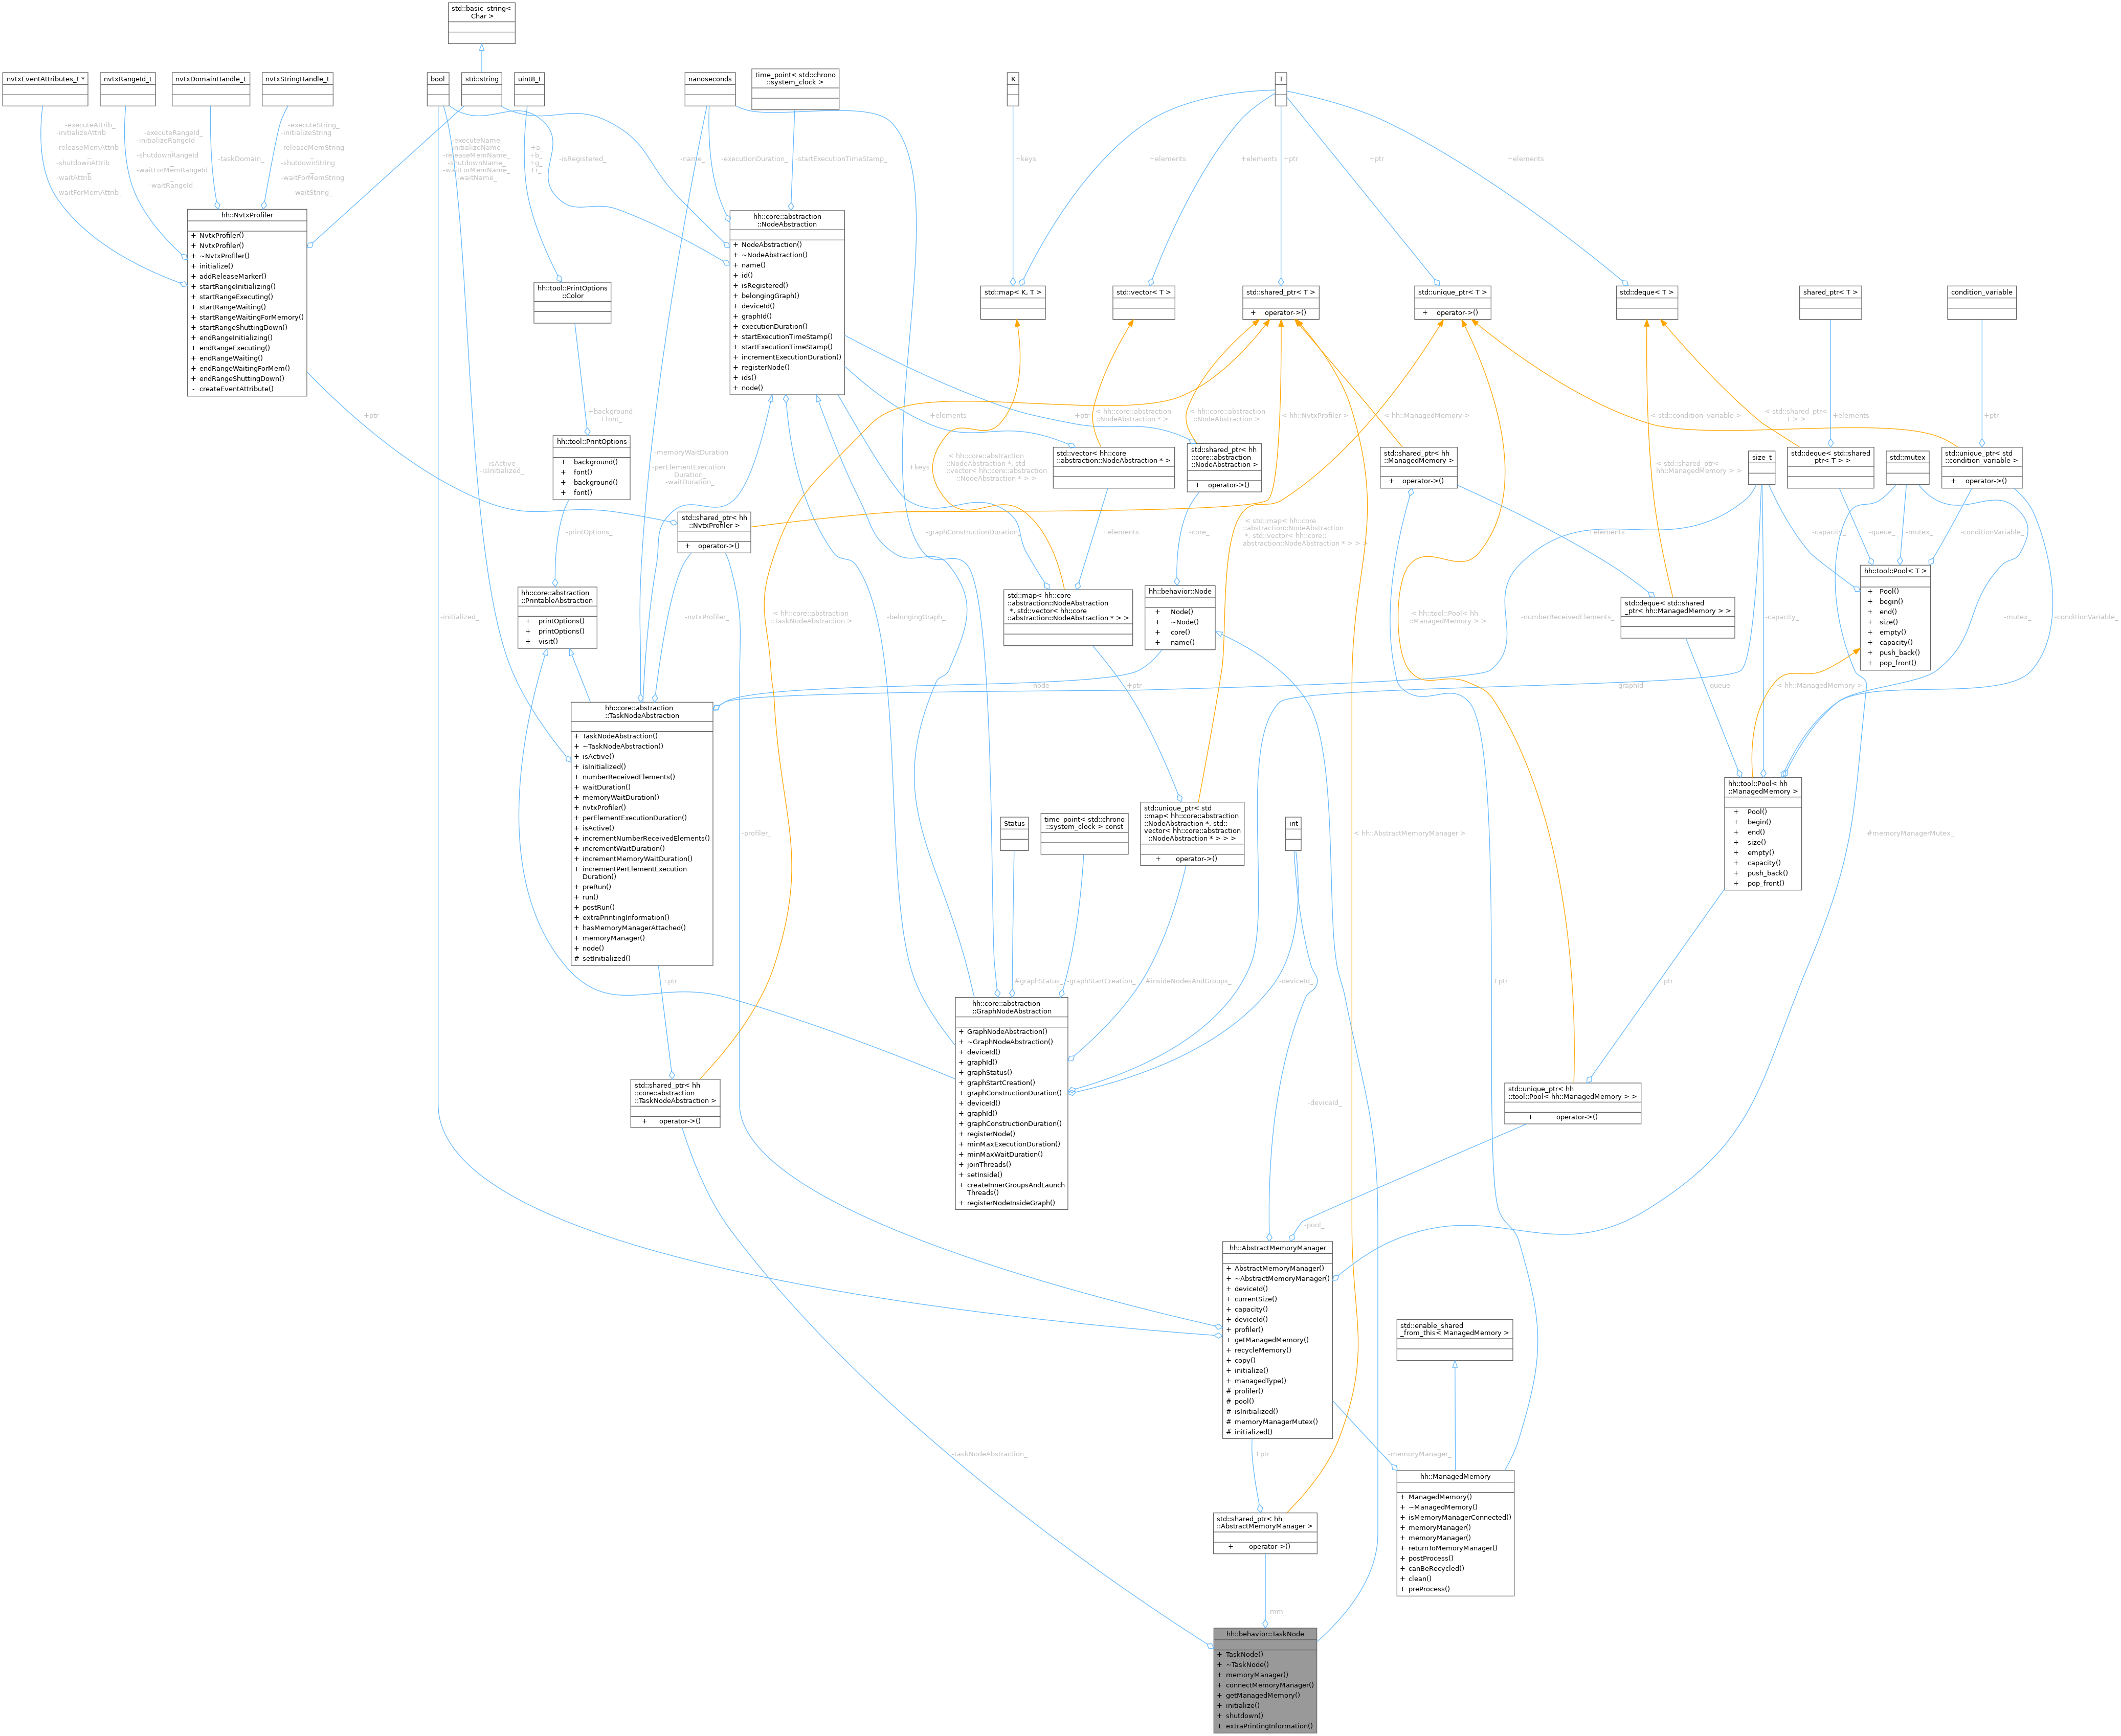 std::basic_string<
Char >
nvtxEventAttributes_t *
nvtxRangeId_t
nvtxDomainHandle_t
nvtxStringHandle_t
bool
std::string
uint8_t
nanoseconds
time_point< std::chrono
::system_clock >
K
T
-executeAttrib_
-initializeAttrib
_
-releaseMemAttrib
_
-shutdownAttrib
_
-waitAttrib
_
-waitForMemAttrib_
-executeRangeId_
-initializeRangeId
_
-shutdownRangeId
_
-waitForMemRangeId
_
-waitRangeId_
-taskDomain_
-executeString_
-initializeString
_
-releaseMemString
_
-shutdownString
_
-waitForMemString
_
-waitString_
-executeName_
-initializeName_
-releaseMemName_
-shutdownName_
-waitForMemName_
-waitName_
+a_
+b_
+g_
+r_
-isRegistered_
-name_
-executionDuration_
-startExecutionTimeStamp_
+keys
+elements
+elements
+ptr
+ptr
+elements
hh::NvtxProfiler
+ NvtxProfiler()
+ NvtxProfiler()
+ ~NvtxProfiler()
+ initialize()
+ addReleaseMarker()
+ startRangeInitializing()
+ startRangeExecuting()
+ startRangeWaiting()
+ startRangeWaitingForMemory()
+ startRangeShuttingDown()
+ endRangeInitializing()
+ endRangeExecuting()
+ endRangeWaiting()
+ endRangeWaitingForMem()
+ endRangeShuttingDown()
- createEventAttribute()
hh::core::abstraction
::NodeAbstraction
+ NodeAbstraction()
+ ~NodeAbstraction()
+ name()
+ id()
+ isRegistered()
+ belongingGraph()
+ deviceId()
+ graphId()
+ executionDuration()
+ startExecutionTimeStamp()
+ startExecutionTimeStamp()
+ incrementExecutionDuration()
+ registerNode()
+ ids()
+ node()
hh::tool::PrintOptions
::Color
std::map< K, T >
std::vector< T >
std::shared_ptr< T >
+ operator->()
std::unique_ptr< T >
+ operator->()
std::deque< T >
shared_ptr< T >
condition_variable
+ptr
+background_
+font_
+elements
+ptr
< hh::core::abstraction
::NodeAbstraction * >
< hh::core::abstraction
::NodeAbstraction >
< hh::NvtxProfiler >
< hh::ManagedMemory >
< std::condition_variable >
< std::shared_ptr<
T > >
+elements
+ptr
hh::tool::PrintOptions
+ background()
+ font()
+ background()
+ font()
-isActive_
-isInitialized_
-memoryWaitDuration
_
-perElementExecution
Duration_
-waitDuration_
+keys
< hh::core::abstraction
::NodeAbstraction *, std
::vector< hh::core::abstraction
::NodeAbstraction * > >
std::vector< hh::core
::abstraction::NodeAbstraction * >
std::shared_ptr< hh
::core::abstraction
::NodeAbstraction >
+ operator->()
std::shared_ptr< hh
::ManagedMemory >
+ operator->()
< std::shared_ptr<
hh::ManagedMemory > >
size_t
std::deque< std::shared
_ptr< T > >
std::mutex
std::unique_ptr< std
::condition_variable >
+ operator->()
std::shared_ptr< hh
::NvtxProfiler >
+ operator->()
-printOptions_
-graphConstructionDuration_
+elements
-core_
< std::map< hh::core
::abstraction::NodeAbstraction
*, std::vector< hh::core::
abstraction::NodeAbstraction * > > >
+elements
-capacity_
-queue_
-mutex_
-conditionVariable_
hh::core::abstraction
::PrintableAbstraction
+ printOptions()
+ printOptions()
+ visit()
std::map< hh::core
::abstraction::NodeAbstraction
*, std::vector< hh::core
::abstraction::NodeAbstraction * > >
hh::behavior::Node
+ Node()
+ ~Node()
+ core()
+ name()
std::deque< std::shared
_ptr< hh::ManagedMemory > >
hh::tool::Pool< T >
+ Pool()
+ begin()
+ end()
+ size()
+ empty()
+ capacity()
+ push_back()
+ pop_front()
-initialized_
-nvtxProfiler_
< hh::core::abstraction
::TaskNodeAbstraction >
-belongingGraph_
< hh::tool::Pool< hh
::ManagedMemory > >
-numberReceivedElements_
-capacity_
-mutex_
-conditionVariable_
-node_
+ptr
-graphId_
-queue_
< hh::ManagedMemory >
hh::core::abstraction
::TaskNodeAbstraction
+ TaskNodeAbstraction()
+ ~TaskNodeAbstraction()
+ isActive()
+ isInitialized()
+ numberReceivedElements()
+ waitDuration()
+ memoryWaitDuration()
+ nvtxProfiler()
+ perElementExecutionDuration()
+ isActive()
+ incrementNumberReceivedElements()
+ incrementWaitDuration()
+ incrementMemoryWaitDuration()
+ incrementPerElementExecution
Duration()
+ preRun()
+ run()
+ postRun()
+ extraPrintingInformation()
+ hasMemoryManagerAttached()
+ memoryManager()
+ node()
# setInitialized()
hh::tool::Pool< hh
::ManagedMemory >
+ Pool()
+ begin()
+ end()
+ size()
+ empty()
+ capacity()
+ push_back()
+ pop_front()
-profiler_
Status
time_point< std::chrono
::system_clock > const
std::unique_ptr< std
::map< hh::core::abstraction
::NodeAbstraction *, std::
vector< hh::core::abstraction
::NodeAbstraction * > > >
+ operator->()
int
< hh::AbstractMemoryManager >
#memoryManagerMutex_
+ptr
#graphStatus_
-graphStartCreation_
#insideNodesAndGroups_
-deviceId_
+ptr
+ptr
hh::core::abstraction
::GraphNodeAbstraction
+ GraphNodeAbstraction()
+ ~GraphNodeAbstraction()
+ deviceId()
+ graphId()
+ graphStatus()
+ graphStartCreation()
+ graphConstructionDuration()
+ deviceId()
+ graphId()
+ graphConstructionDuration()
+ registerNode()
+ minMaxExecutionDuration()
+ minMaxWaitDuration()
+ joinThreads()
+ setInside()
+ createInnerGroupsAndLaunch
Threads()
+ registerNodeInsideGraph()
std::shared_ptr< hh
::core::abstraction
::TaskNodeAbstraction >
+ operator->()
-deviceId_
std::unique_ptr< hh
::tool::Pool< hh::ManagedMemory > >
+ operator->()
-pool_
hh::AbstractMemoryManager
+ AbstractMemoryManager()
+ ~AbstractMemoryManager()
+ deviceId()
+ currentSize()
+ capacity()
+ deviceId()
+ profiler()
+ getManagedMemory()
+ recycleMemory()
+ copy()
+ initialize()
+ managedType()
# profiler()
# pool()
# isInitialized()
# memoryManagerMutex()
# initialized()
std::enable_shared
_from_this< ManagedMemory >
-taskNodeAbstraction_
+ptr
-memoryManager_
hh::ManagedMemory
+ ManagedMemory()
+ ~ManagedMemory()
+ isMemoryManagerConnected()
+ memoryManager()
+ memoryManager()
+ returnToMemoryManager()
+ postProcess()
+ canBeRecycled()
+ clean()
+ preProcess()
std::shared_ptr< hh
::AbstractMemoryManager >
+ operator->()
-mm_
hh::behavior::TaskNode
+ TaskNode()
+ ~TaskNode()
+ memoryManager()
+ connectMemoryManager()
+ getManagedMemory()
+ initialize()
+ shutdown()
+ extraPrintingInformation()